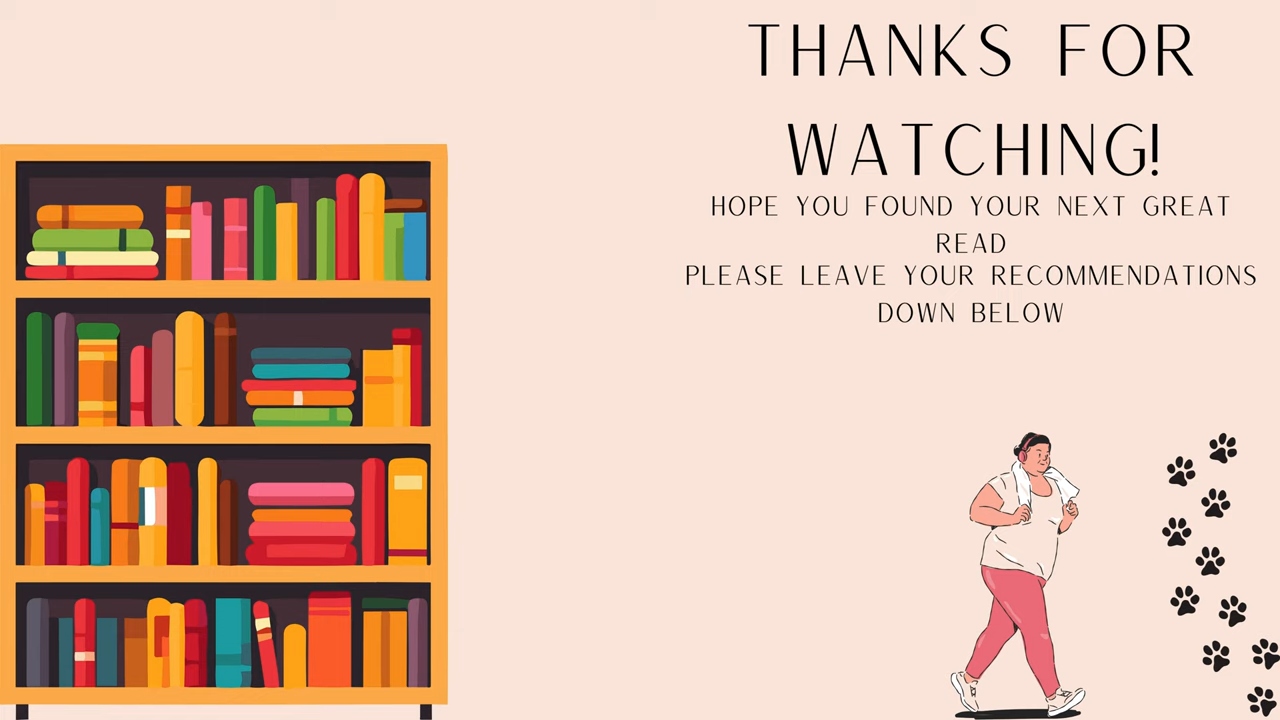 THANKS FOR
WATCHING!
HOPE YOU FOUND YOUR NEXT GREAT
READ
PLEASE LEAVE YOUR RECOMMENDATIONS
DOWN BELOW